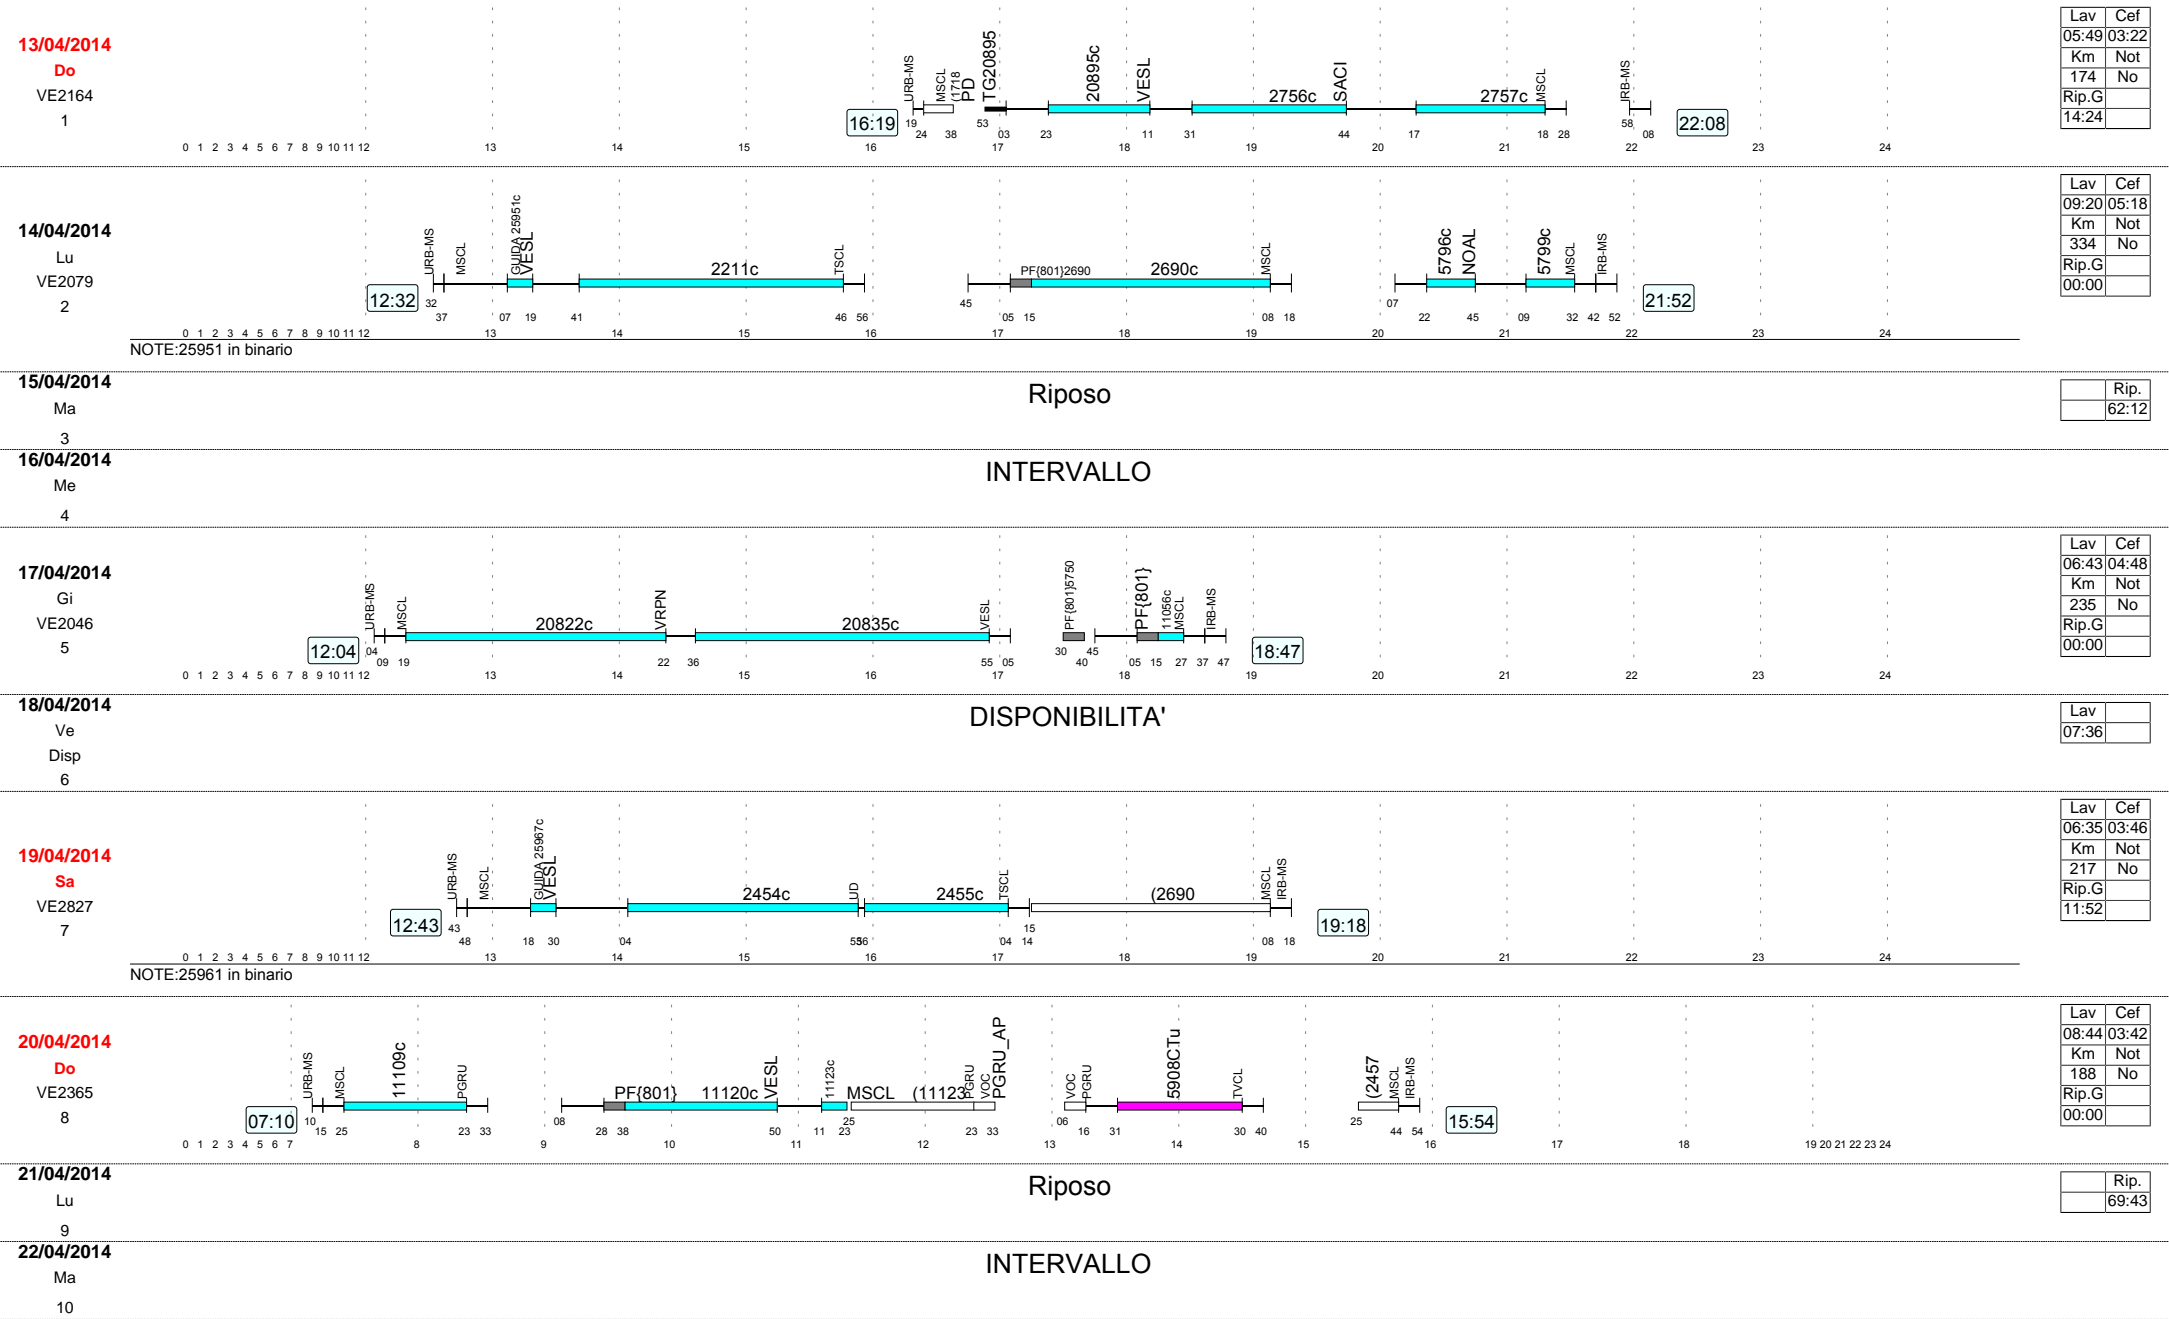 13/04/2014
Do
VE2164
1
16:19
URB-MS
MSCL
(1718
PD
TG20895
20895c
VESL
2756c
SACI
2757c
MSCL
IRB-MS
22:08
19 24 38 53 03 23 11 31 44 17 18 28 58 08
0 1 2 3 4 5 6 7 8 9 10 11 12 13 14 15 16 17 18 19 20 21 22 23 24
Lav Cef
05:49 03:22
Km Not
174 No
Rip.G
14:24
14/04/2014
Lu
VE2079
2
12:32
URB-MS
MSCL
GUIDA 25951c
VESL
2211c
TSCL
PF{801}2690
2690c
MSCL
5796c
NOAL
5799c
MSCL
IRB-MS
21:52
32 37 07 19 41 46 56 45 05 15 08 18 07 22 45 09 32 42 52
0 1 2 3 4 5 6 7 8 9 10 11 12 13 14 15 16 17 18 19 20 21 22 23 24
NOTE:25951 in binario
Lav Cef
09:20 05:18
Km Not
334 No
Rip.G
00:00
15/04/2014
Ma
3
Riposo
Rip.
62:12
16/04/2014
Me
4
INTERVALLO
17/04/2014
Gi
VE2046
5
12:04
URB-MS
MSCL
20822c
VRPN
20835c
VESL
PF{801}5750
PF{801}
11056c
MSCL
IRB-MS
18:47
04 09 19 22 36 55 05 30 40 45 05 15 27 37 47
0 1 2 3 4 5 6 7 8 9 10 11 12 13 14 15 16 17 18 19 20 21 22 23 24
Lav Cef
06:43 04:48
Km Not
235 No
Rip.G
00:00
18/04/2014
Ve
Disp
6
DISPONIBILITA'
Lav
07:36
19/04/2014
Sa
VE2827
7
12:43
URB-MS
MSCL
GUIDA 25967c
VESL
2454c
UD
2455c
TSCL
(2690
MSCL
IRB-MS
19:18
43 48 18 30 04 55 56 04 14 15 08 18
0 1 2 3 4 5 6 7 8 9 10 11 12 13 14 15 16 17 18 19 20 21 22 23 24
NOTE:25961 in binario
Lav Cef
06:35 03:46
Km Not
217 No
Rip.G
11:52
20/04/2014
Do
VE2365
8
07:10
URB-MS
MSCL
11109c
PGRU
PF{801}
11120c
VESL
11123c
MSCL
(11123
PGRU
VOC
PGRU_AP
VOC
PGRU
5908CTu
TVCL
(2457
MSCL
IRB-MS
15:54
10 15 25 23 33 08 28 38 50 11 23 25 23 33 06 16 31 30 40 25 44 54
0 1 2 3 4 5 6 7 8 9 10 11 12 13 14 15 16 17 18 19 20 21 22 23 24
Lav Cef
08:44 03:42
Km Not
188 No
Rip.G
00:00
21/04/2014
Lu
9
Riposo
Rip.
69:43
22/04/2014
Ma
10
INTERVALLO